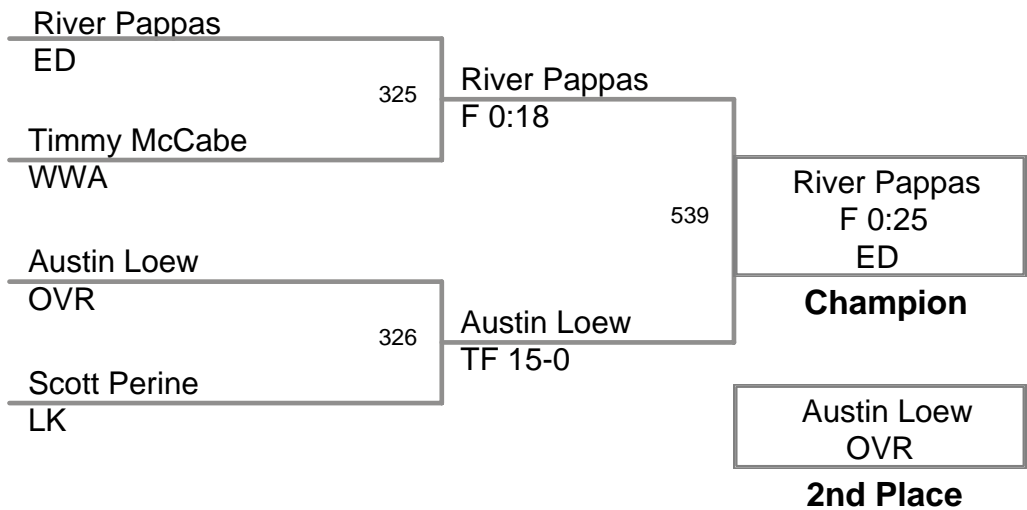 River Pappas
ED
325
Timmy McCabe
WWA
River Pappas
F 0:18
Austin Loew
OVR
326
Scott Perine
LK
Austin Loew
TF 15-0
539
River Pappas
F 0:25
ED
Champion
Austin Loew
OVR
2nd Place